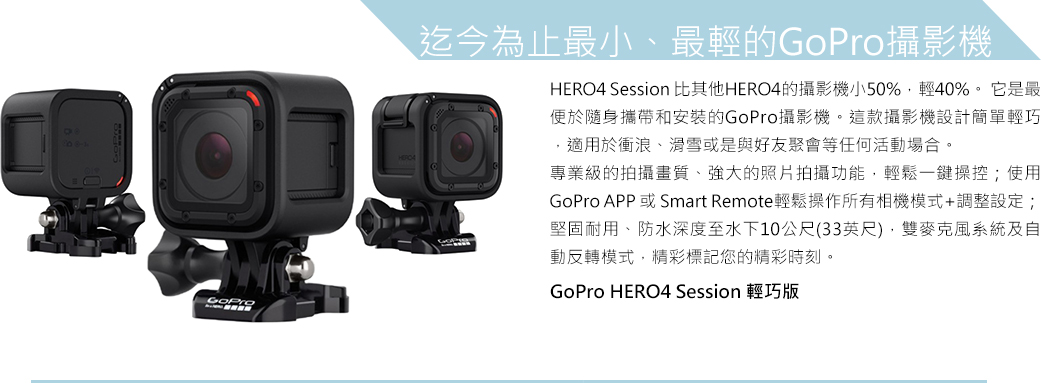 迄今為止最小、最輕的GoPro攝影機
HERO4 Session 比其他HERO4的攝影機小50%，輕40%。它是最
便於隨身攜帶和安裝的GoPro攝影機。這款攝影機設計簡單輕巧
，適用於衝浪、滑雪或是與好友聚會等任何活動場合。
專業級的拍攝畫質、強大的照片拍攝功能，輕鬆一鍵操控；使用
GoPro APP 或 Smart Remote輕鬆操作所有相機模式+調整設定；
堅固耐用、防水深度至水下10公尺(33英尺)，雙麥克風系統及自
動反轉模式，精彩標記您的精彩時刻。
GoPro HERO4 Session 輕巧版
GoPro
HERO4
GoPro
GoPro
Be a HERO